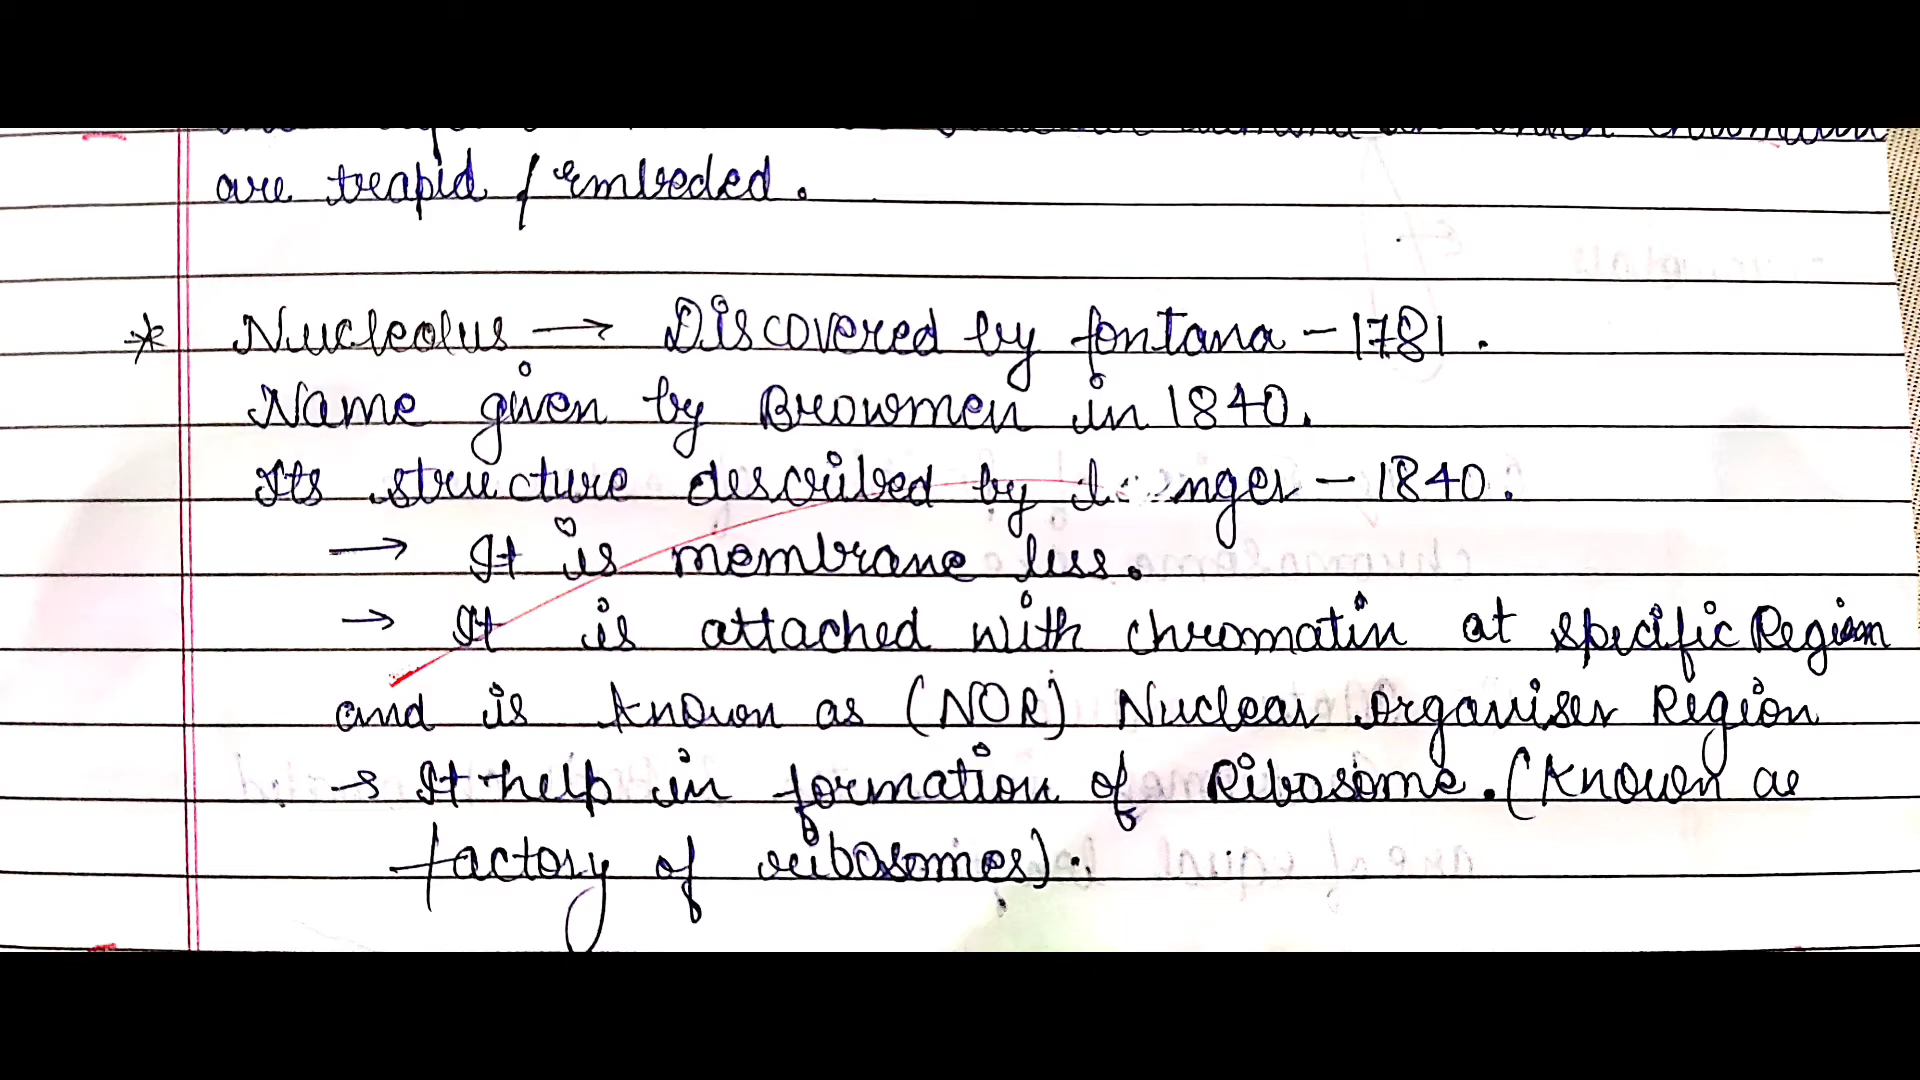 are treapid / embeded.
* Nucleolus → Discovered by fontana - 1781.
Name given by Browmen in 1840.
Its structure described by - 1840.
→ It is membrane less.
→ It is attached with chromatin at specific Region
and is known as (NOR) Nuclear organiser Region
→ It help in formation of Ribosome. (known as
factory of ribosomes).